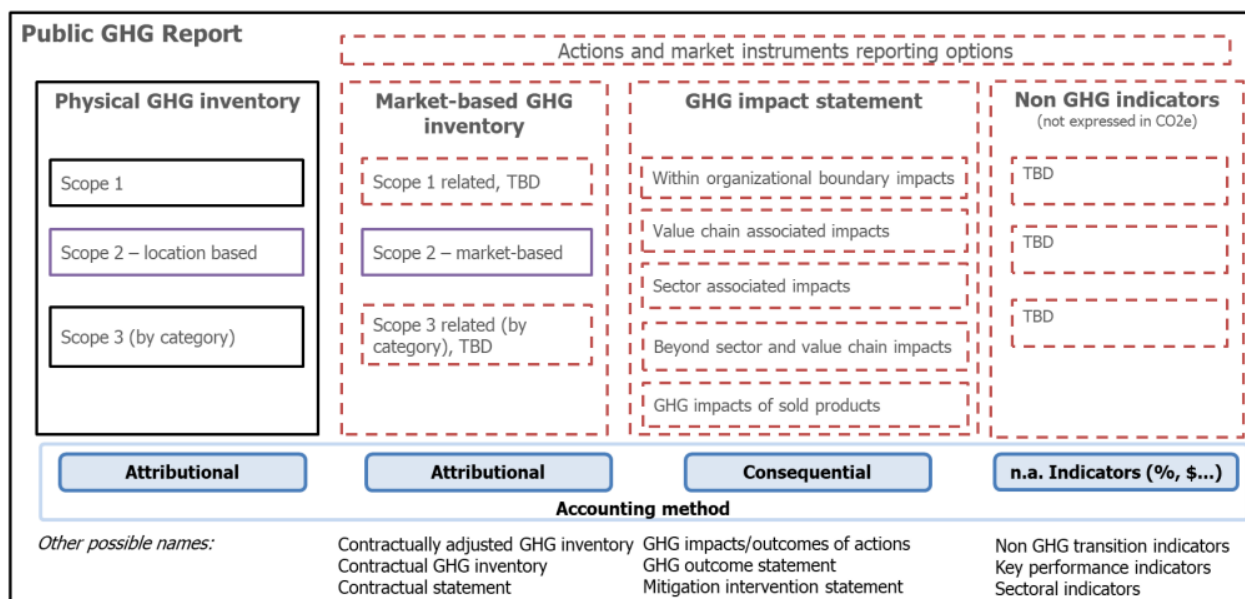 Public GHG Report
Actions and market instruments reporting options
Physical GHG inventory
Scope 1
Scope 2 – location based
Scope 3 (by category)
Market-based GHG
inventory
Scope 1 related, TBD
Scope 2 – market-based
Scope 3 related (by
category), TBD
GHG impact statement
Within organizational boundary impacts
Value chain associated impacts
Sector associated impacts
Beyond sector and value chain impacts
GHG impacts of sold products
Non GHG indicators
(not expressed in CO2e)
TBD
TBD
TBD
Attributional
Attributional
Consequential
n.a. Indicators (%, $...)
Accounting method
Other possible names:
Contractually adjusted GHG inventory
Contractual GHG inventory
Contractual statement
GHG impacts/outcomes of actions
GHG outcome statement
Mitigation intervention statement
Non GHG transition indicators
Key performance indicators
Sectoral indicators